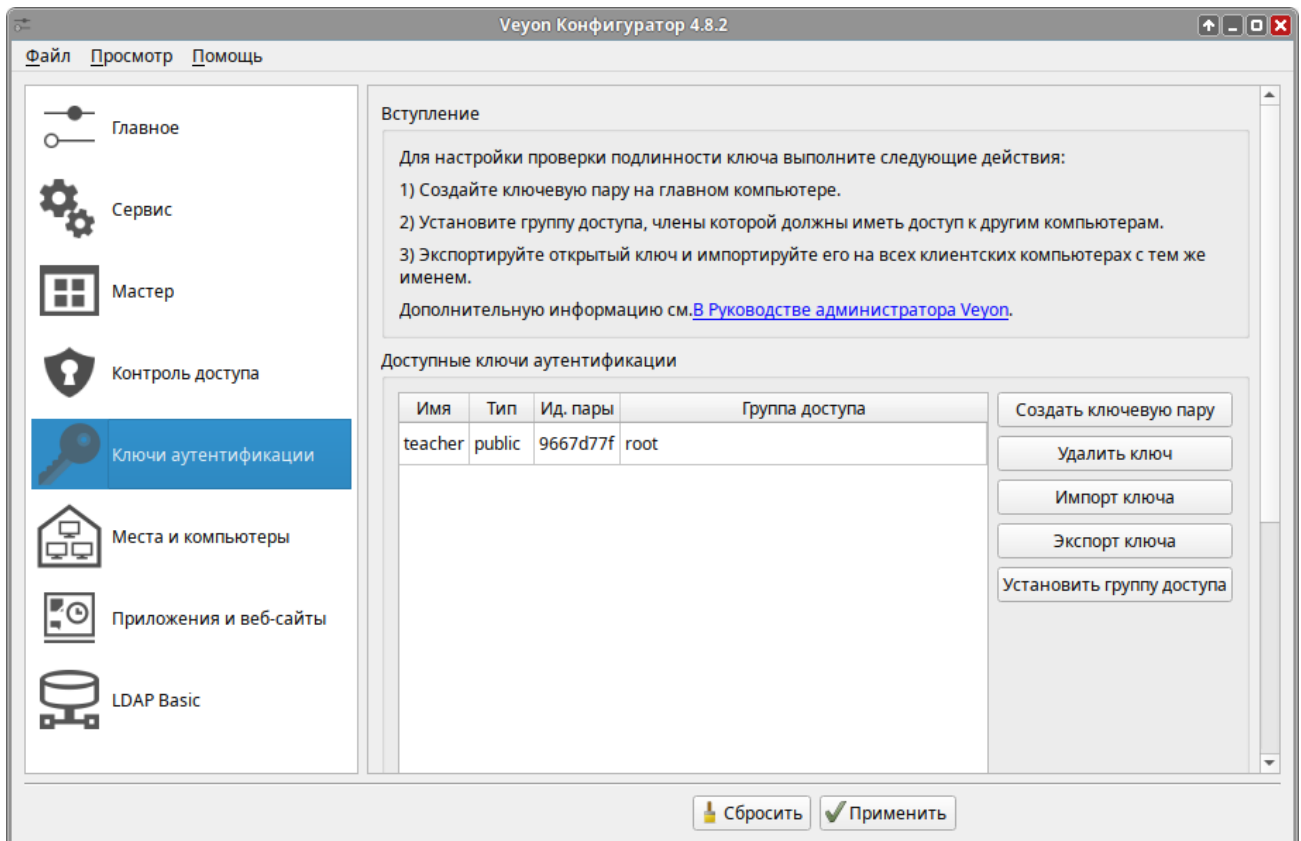 Veyon Конфигуратор 4.8.2
Файл Просмотр Помощь
Главное
Сервис
Мастер
Контроль доступа
Ключи аутентификации
Места и компьютеры
Приложения и веб-сайты
LDAP Basic
Вступление
Для настройки проверки подлинности ключа выполните следующие действия:
1) Создайте ключевую пару на главном компьютере.
2) Установите группу доступа, члены которой должны иметь доступ к другим компьютерам.
3) Экспортируйте открытый ключ и импортируйте его на всех клиентских компьютерах с тем же
именем.
Дополнительную информацию см.В Руководстве администратора Veyon.
Доступные ключи аутентификации
Имя Тип Ид. пары Группа доступа
teacher public 9667d77f root
Создать ключевую пару
Удалить ключ
Импорт ключа
Экспорт ключа
Установить группу доступа
Сбросить Применить